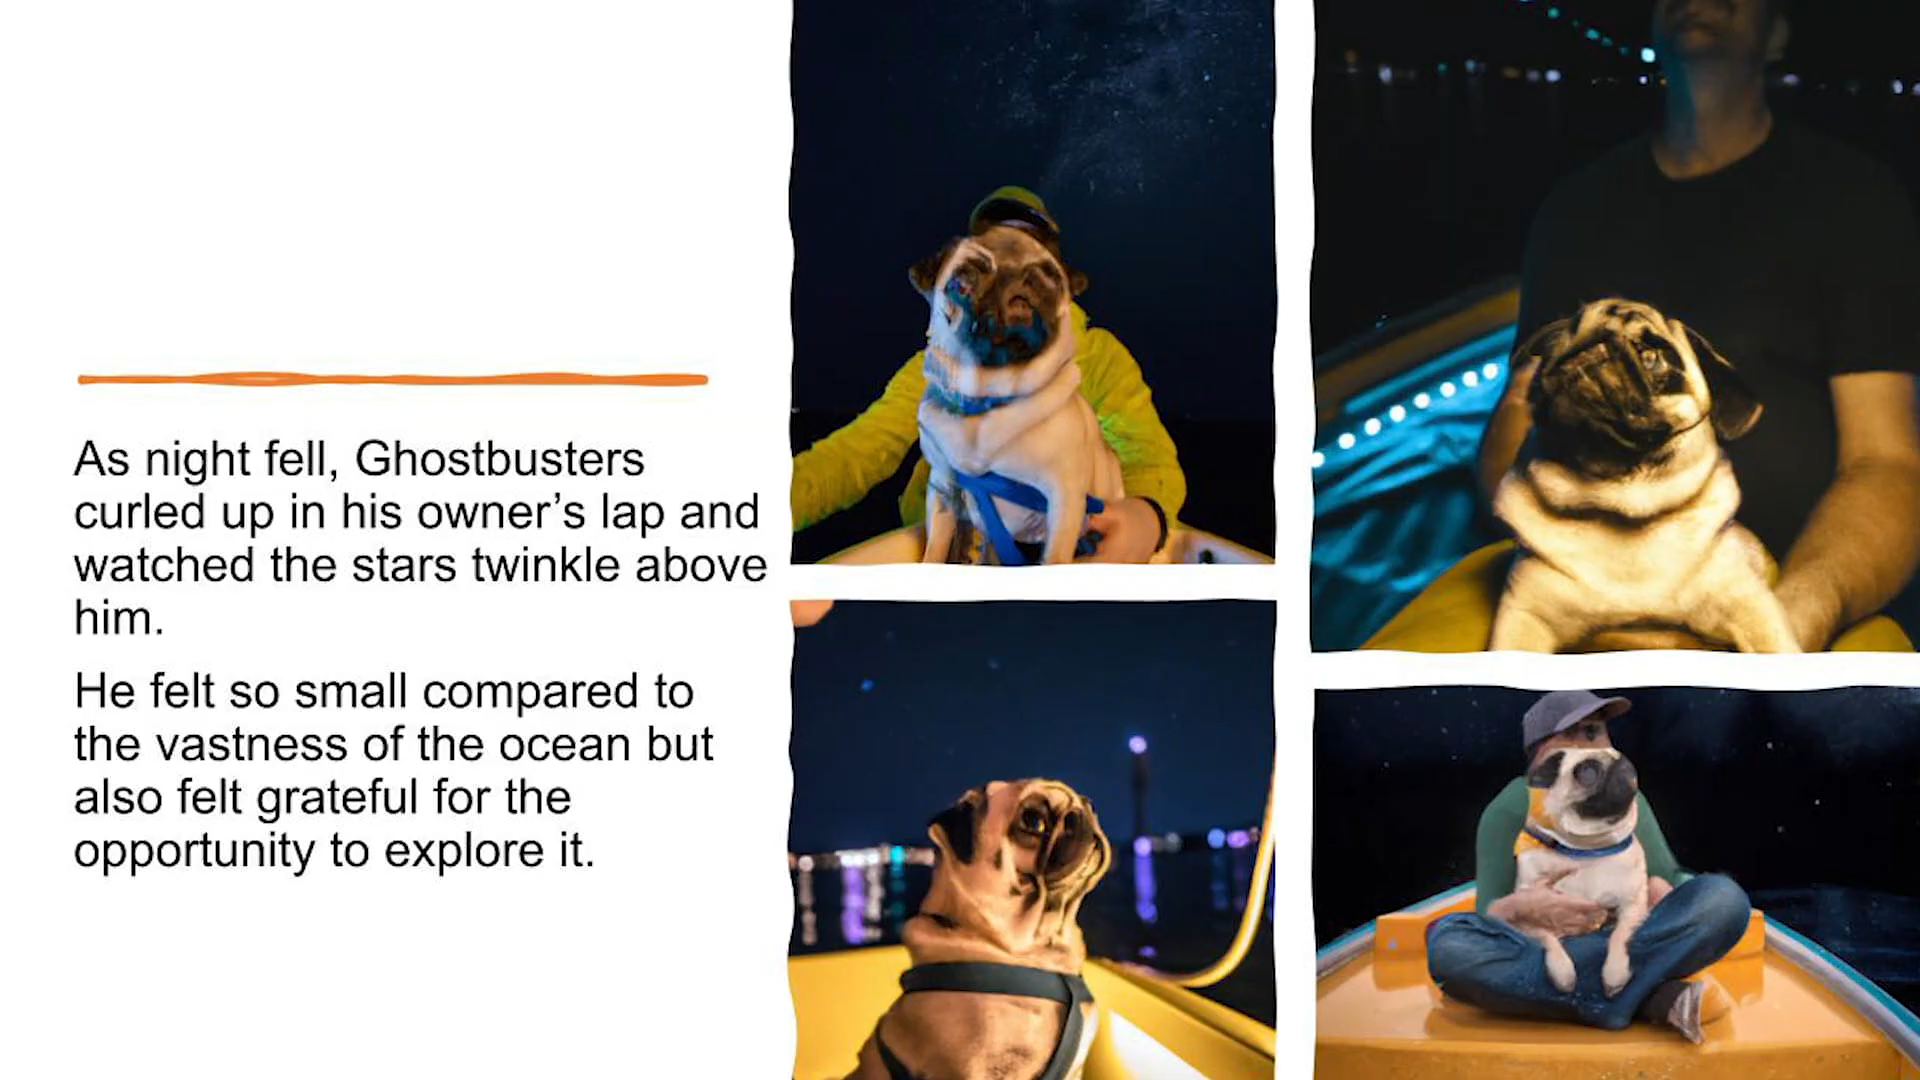 As night fell, Ghostbusters
curled up in his owner’s lap and
watched the stars twinkle above
him.
He felt so small compared to
the vastness of the ocean but
also felt grateful for the
opportunity to explore it.